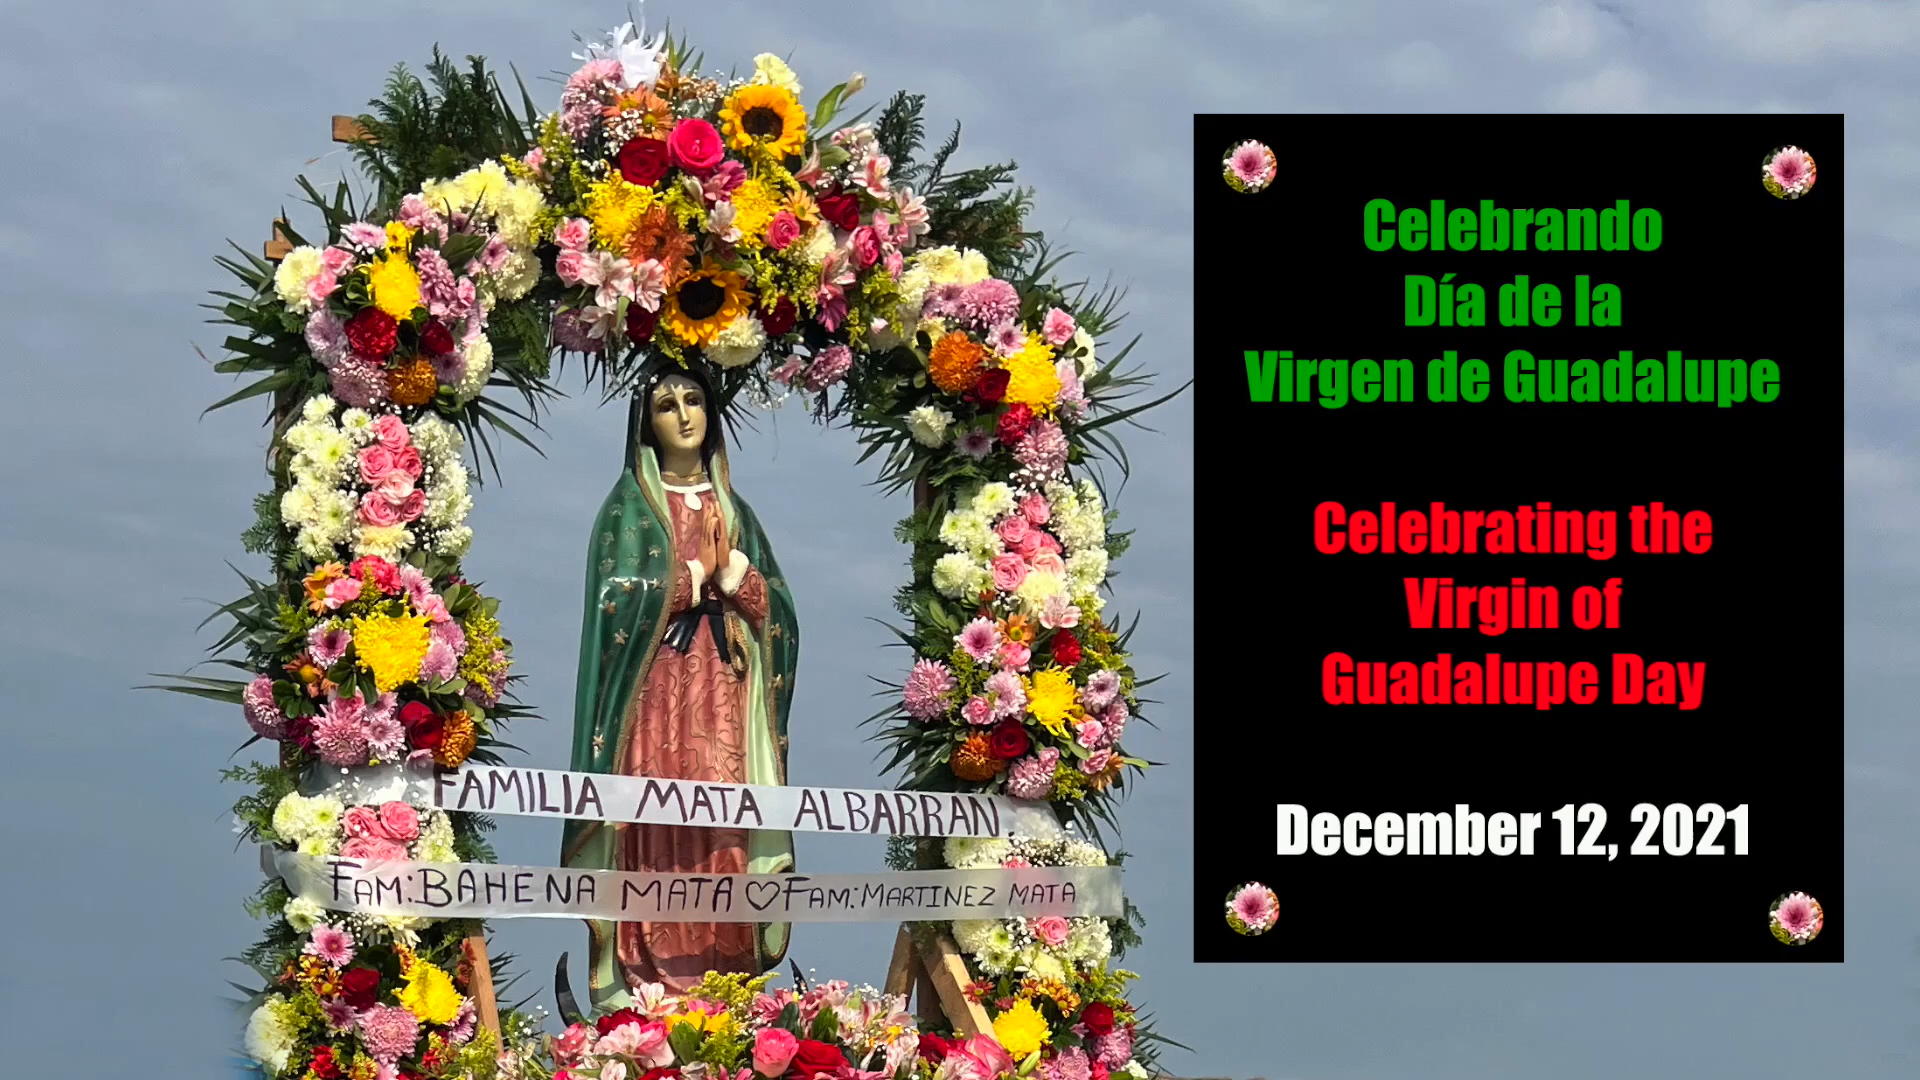 FAMILIA MATA ALBARRAN.
FAM: BAHENA MATA ♡ FAM: MARTINEZ MATA
Celebrando
Día de la
Virgen de Guadalupe
Celebrating the
Virgin of
Guadalupe Day
December 12, 2021